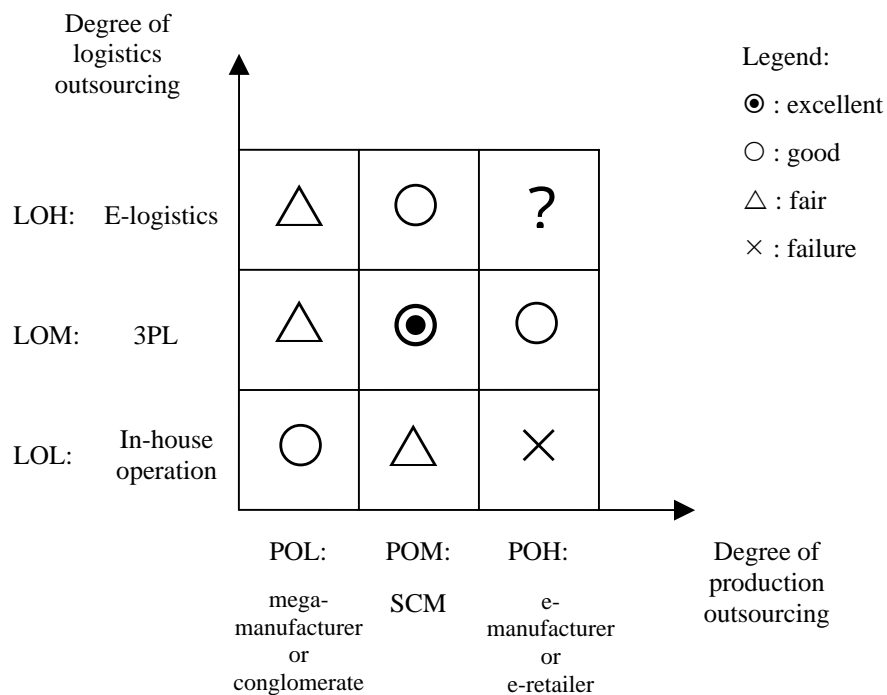 Degree of
logistics
outsourcing
Legend:
◉ : excellent
○ : good
△ : fair
× : failure
LOH: E-logistics
?
LOM: 3PL
LOL: In-house
operation
POL: POM: POH:
mega-
manufacturer
or
conglomerate
SCM
e-
manufacturer
or
e-retailer
Degree of
production
outsourcing